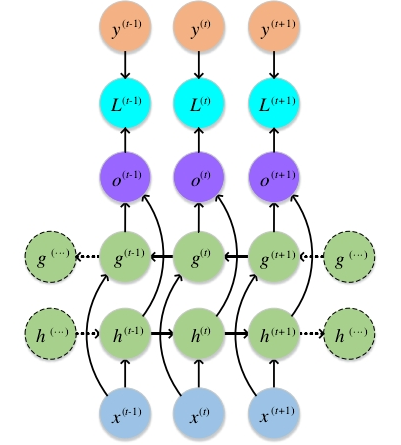 y(t-1) y(t) y(t+1)
L(t-1) L(t) L(t+1)
o(t-1) o(t) o(t+1)
g(...) g(t-1) g(t) g(t+1) g(...)
h(...) h(t-1) h(t) h(t+1) h(...)
x(t-1) x(t) x(t+1)